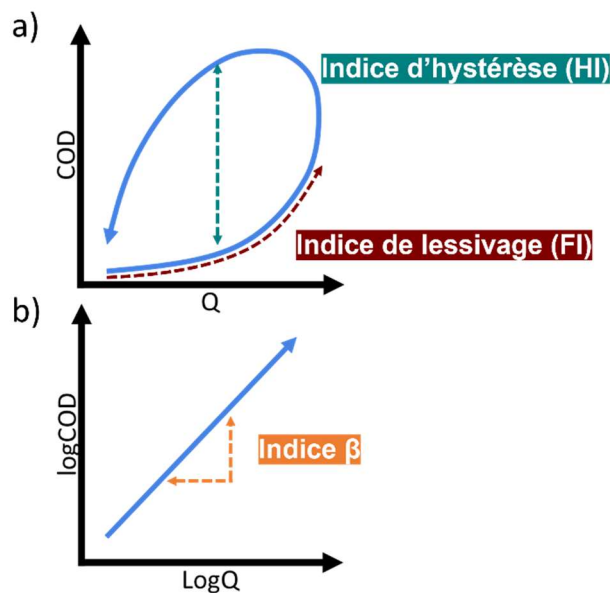 a)
COD
Indice d’hystérèse (HI)
Indice de lessivage (FI)
Q
b)
logCOD
Indice β
LogQ